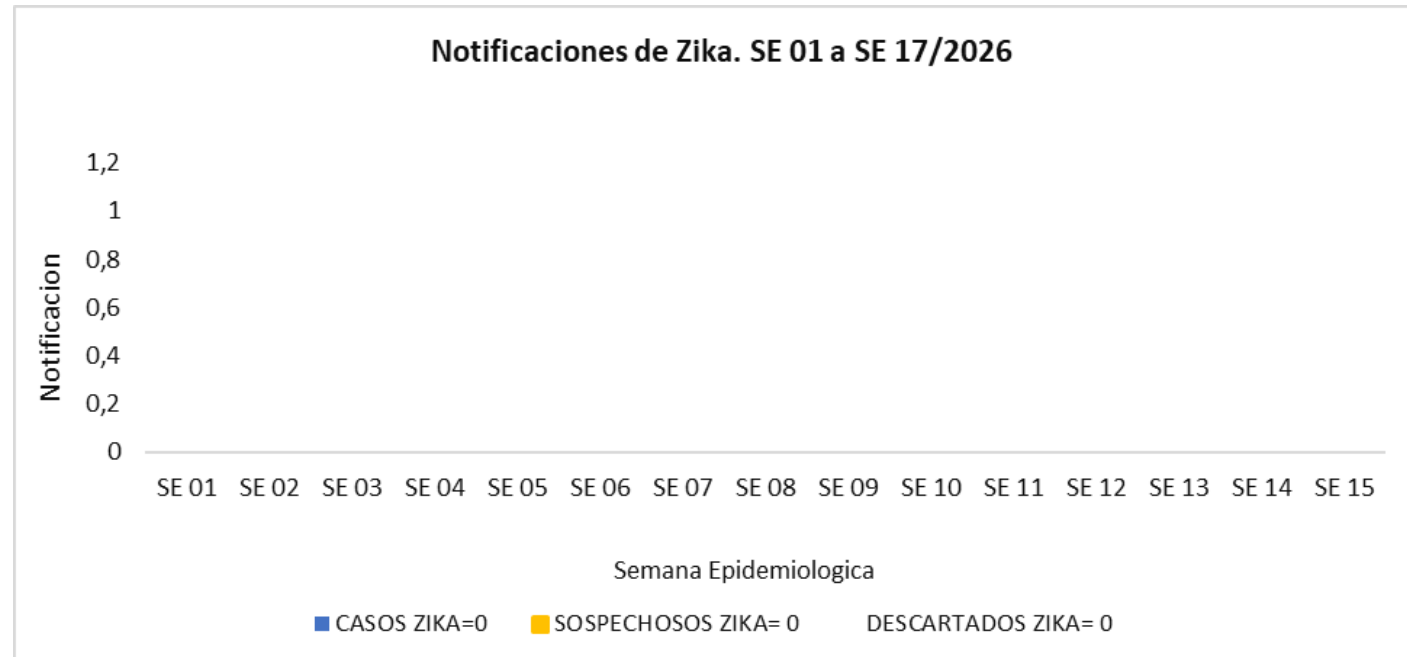 Notificaciones de Zika. SE 01 a SE 17/2026
1,2
1
0,8
0,6
0,4
0,2
0
Notificacion
SE 01 SE 02 SE 03 SE 04 SE 05 SE 06 SE 07 SE 08 SE 09 SE 10 SE 11 SE 12 SE 13 SE 14 SE 15
Semana Epidemiologica
CASOS ZIKA=0 SOSPECHOSOS ZIKA= 0 DESCARTADOS ZIKA= 0